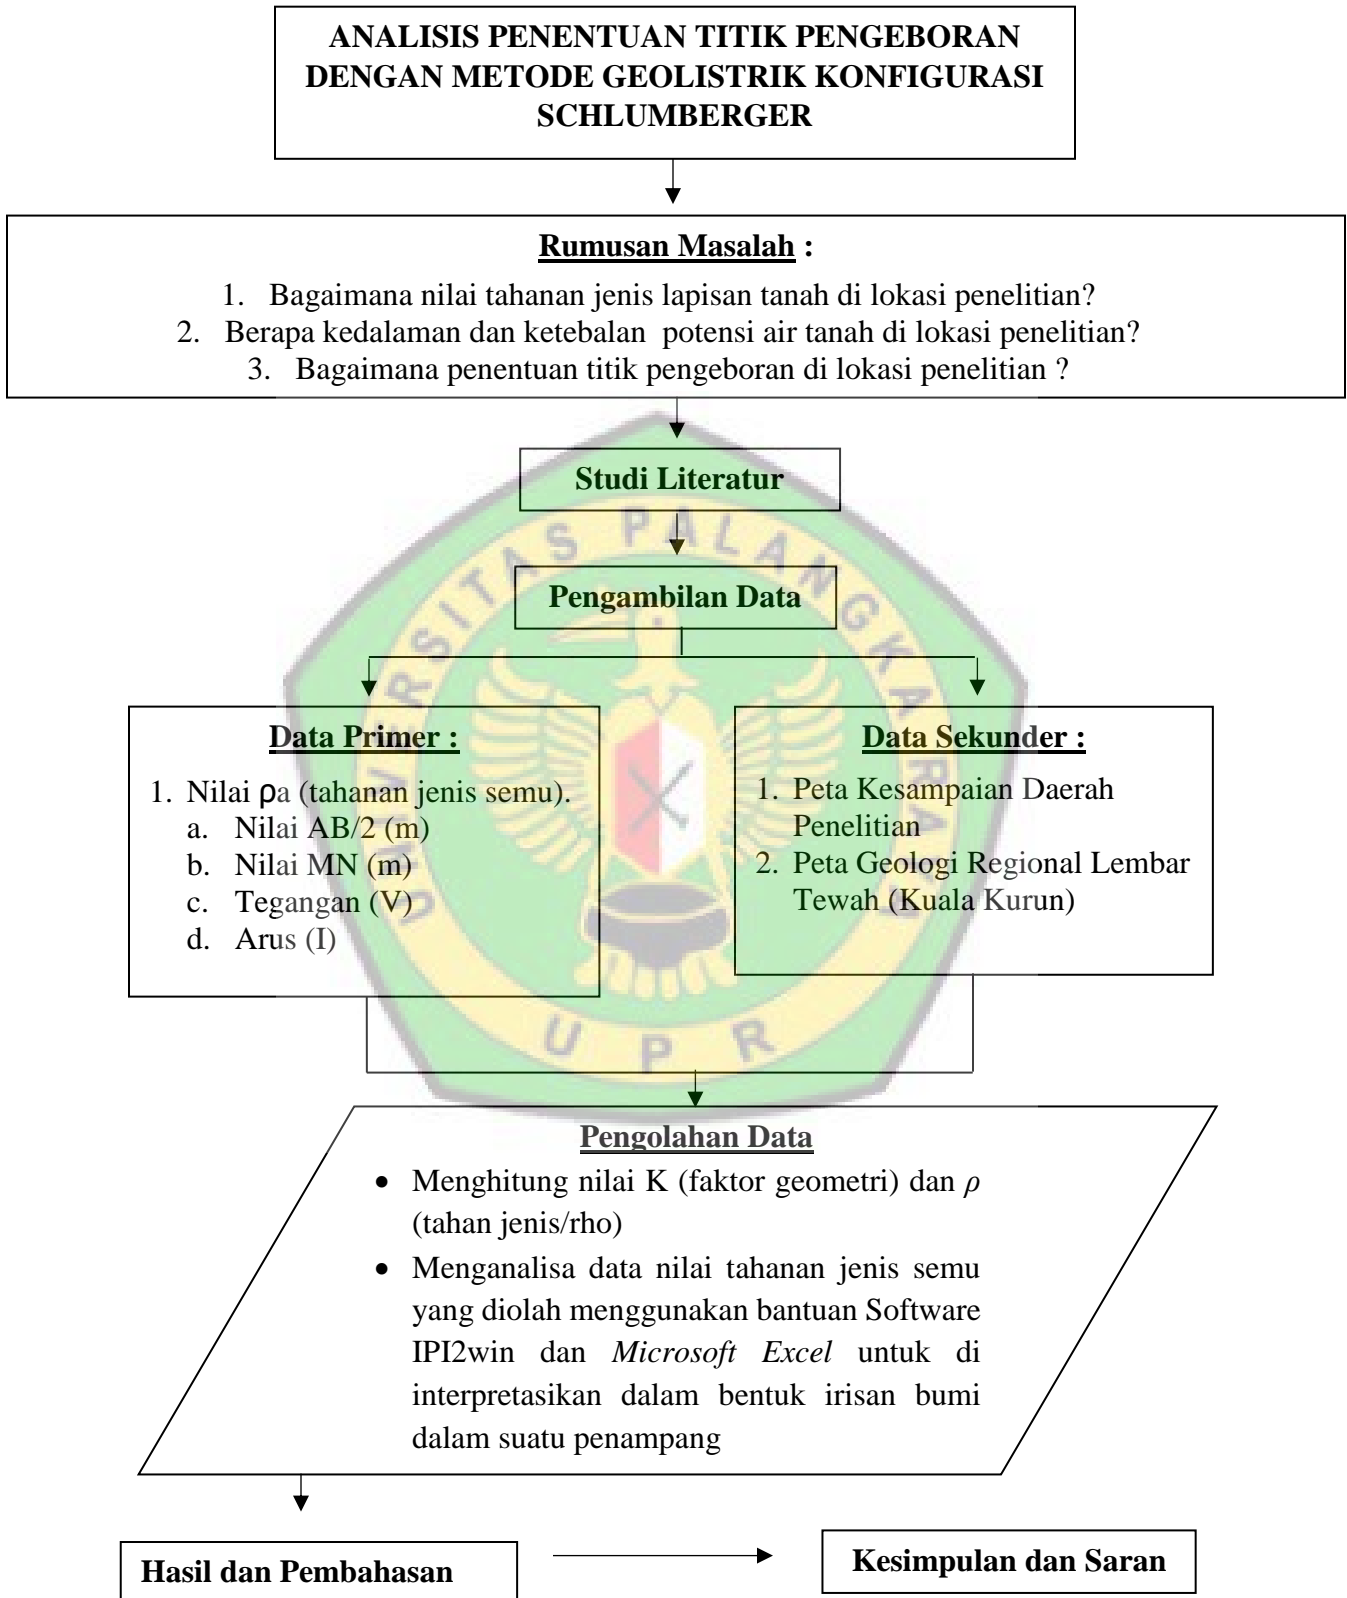 ANALISIS PENENTUAN TITIK PENGEBORAN
DENGAN METODE GEOLISTRIK KONFIGURASI
SCHLUMBERGER
Rumusan Masalah :
1. Bagaimana nilai tahanan jenis lapisan tanah di lokasi penelitian?
2. Berapa kedalaman dan ketebalan potensi air tanah di lokasi penelitian?
3. Bagaimana penentuan titik pengeboran di lokasi penelitian ?
Studi Literatur
UNIVERSITAS PALANGKA RAYA
Pengambilan Data
Data Primer :
1. Nilai ρa (tahanan jenis semu).
a. Nilai AB/2 (m)
b. Nilai MN (m)
c. Tegangan (V)
d. Arus (I)
Data Sekunder :
1. Peta Kesampaian Daerah
Penelitian
2. Peta Geologi Regional Lembar
Tewah (Kuala Kurun)
UPR
Pengolahan Data
• Menghitung nilai K (faktor geometri) dan ρ
(tahan jenis/rho)
• Menganalisa data nilai tahanan jenis semu
yang diolah menggunakan bantuan Software
IPI2win dan Microsoft Excel untuk di
interpretasikan dalam bentuk irisan bumi
dalam suatu penampang
Hasil dan Pembahasan
Kesimpulan dan Saran